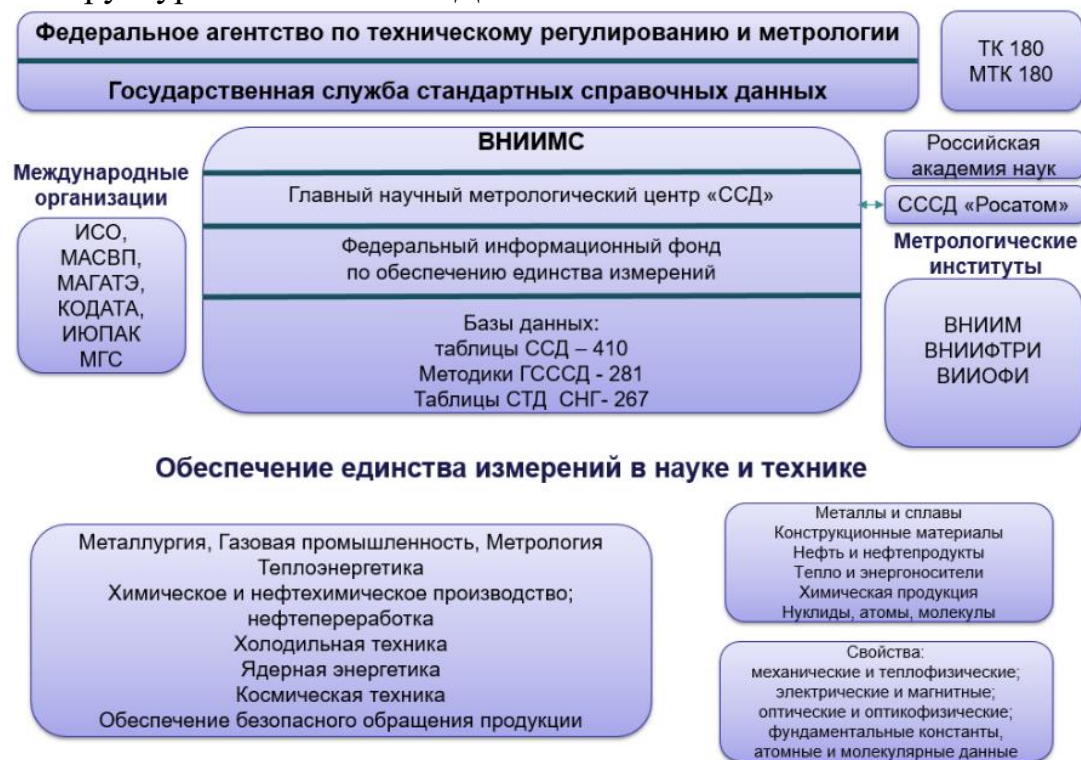 Федеральное агентство по техническому регулированию и метрологии
Государственная служба стандартных справочных данных
ТК 180
МТК 180
ВНИИМС
Главный научный метрологический центр «ССД»
Федеральный информационный фонд
по обеспечению единства измерений
Базы данных:
таблицы ССД – 410
Методики ГСССД - 281
Таблицы СТД СНГ- 267
Международные
организации
ИСО,
МАСВП,
МАГАТЭ,
КОДАТА,
ИЮПАК
МГС
Российская
академия наук
СССД «Росатом»
Метрологические
институты
ВНИИМ
ВНИИФТРИ
ВИИОФИ
Обеспечение единства измерений в науке и технике
Металлургия, Газовая промышленность, Метрология
Теплоэнергетика
Химическое и нефтехимическое производство;
нефтепереработка
Холодильная техника
Ядерная энергетика
Космическая техника
Обеспечение безопасного обращения продукции
Металлы и сплавы
Конструкционные материалы
Нефть и нефтепродукты
Тепло и энергоносители
Химическая продукция
Нуклиды, атомы, молекулы
Свойства:
механические и теплофизические;
электрические и магнитные;
оптические и оптикофизические;
фундаментальные константы,
атомные и молекулярные данные